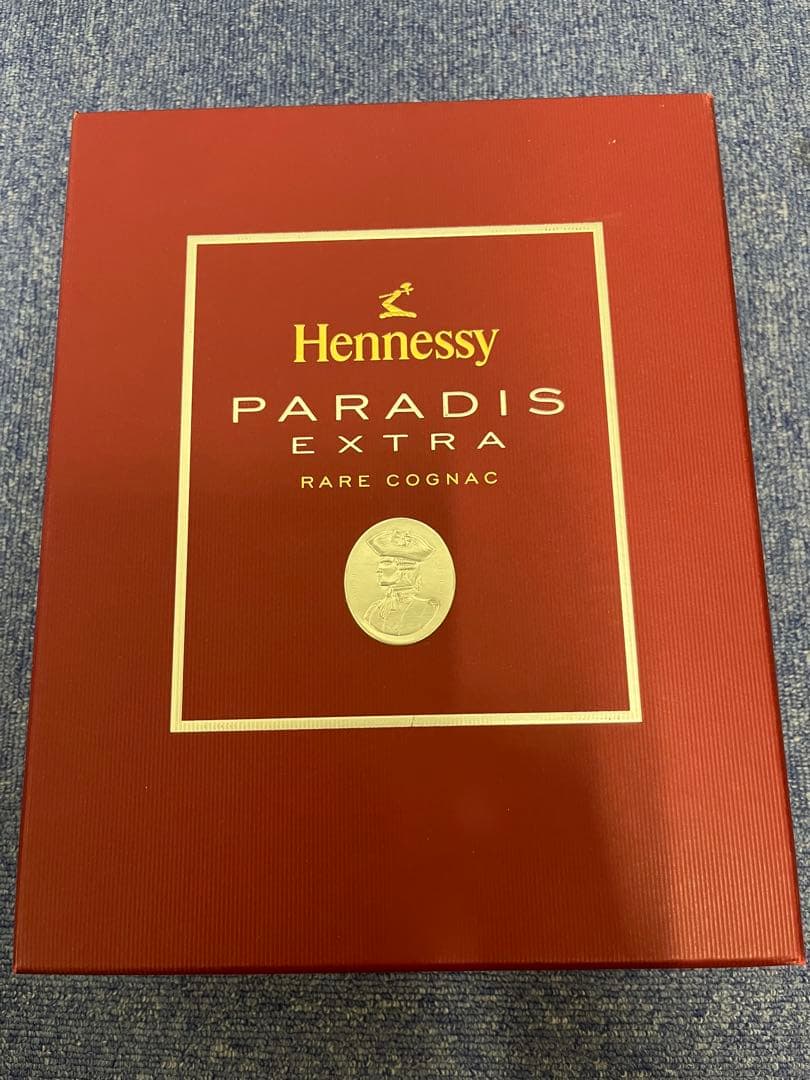 Hennessy
PARADIS
EXTRA
RARE COGNAC